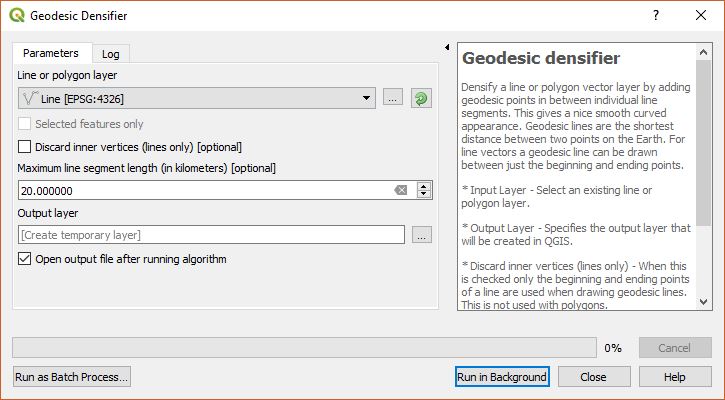 Geodesic Densifier
?
Parameters
Log
Line or polygon layer
Line [EPSG:4326]
...
Selected features only
Discard inner vertices (lines only) [optional]
Maximum line segment length (in kilometers) [optional]
20.000000
Output layer
[Create temporary layer]
...
Open output file after running algorithm
Geodesic densifier
Densify a line or polygon vector layer by adding
geodesic points in between individual line
segments. This gives a nice smooth curved
appearance. Geodesic lines are the shortest
distance between two points on the Earth. For
line vectors a geodesic line can be drawn
between just the beginning and ending points.
* Input Layer - Select an existing line or
polygon layer.
* Output Layer - Specifies the output layer that
will be created in QGIS.
* Discard inner vertices (lines only) - When this
is checked only the beginning and ending points
of a line are used when drawing geodesic lines.
This is not used with polygons.
0%
Cancel
Run as Batch Process...
Run in Background
Close
Help